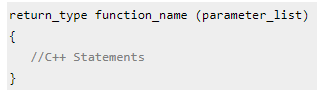 return_type function_name (parameter_list)
{
//C++ Statements
}